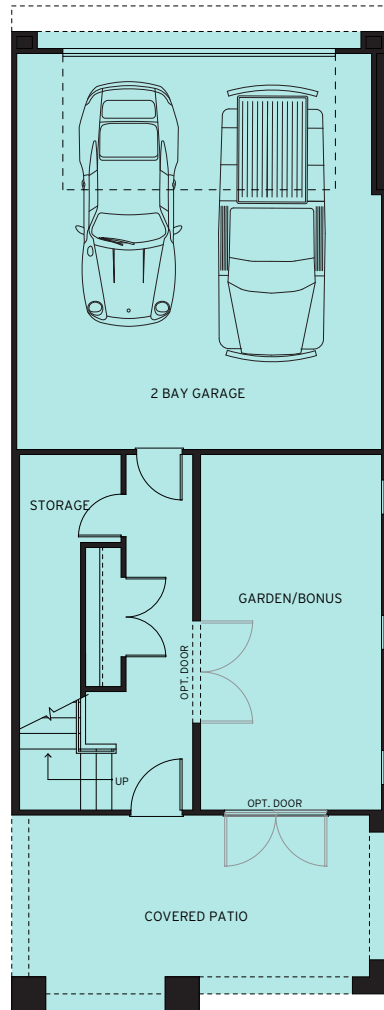 2 BAY GARAGE
STORAGE
GARDEN/BONUS
OPT. DOOR
UP
OPT. DOOR
COVERED PATIO